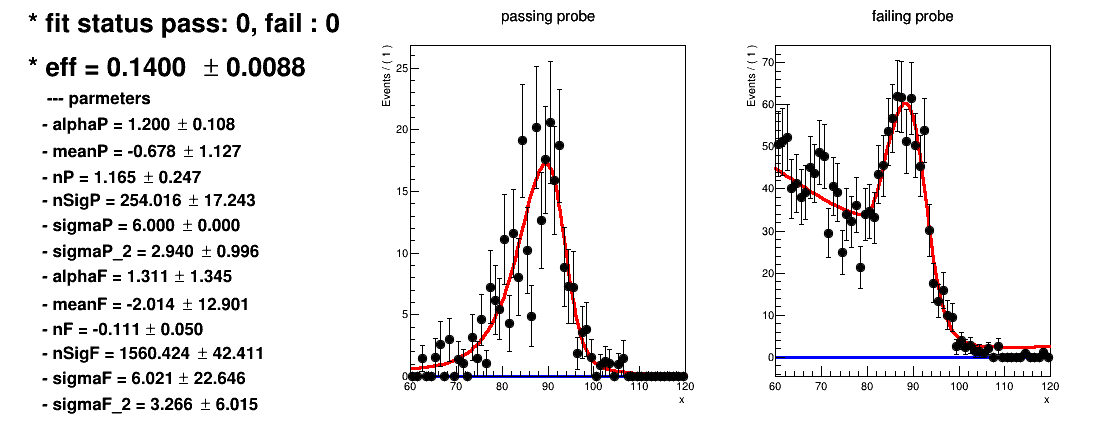 * fit status pass: 0, fail : 0
* eff = 0.1400 ± 0.0088
--- parmeters
- alphaP = 1.200 ± 0.108
- meanP = -0.678 ± 1.127
- nP = 1.165 ± 0.247
- nSigP = 254.016 ± 17.243
- sigmaP = 6.000 ± 0.000
- sigmaP_2 = 2.940 ± 0.996
- alphaF = 1.311 ± 1.345
- meanF = -2.014 ± 12.901
- nF = -0.111 ± 0.050
- nSigF = 1560.424 ± 42.411
- sigmaF = 6.021 ± 22.646
- sigmaF_2 = 3.266 ± 6.015
passing probe
Events / ( 1 )
25
20
15
10
5
0
60 70 80 90 100 110 120
x
failing probe
Events / ( 1 )
70
60
50
40
30
20
10
0
60 70 80 90 100 110 120
x